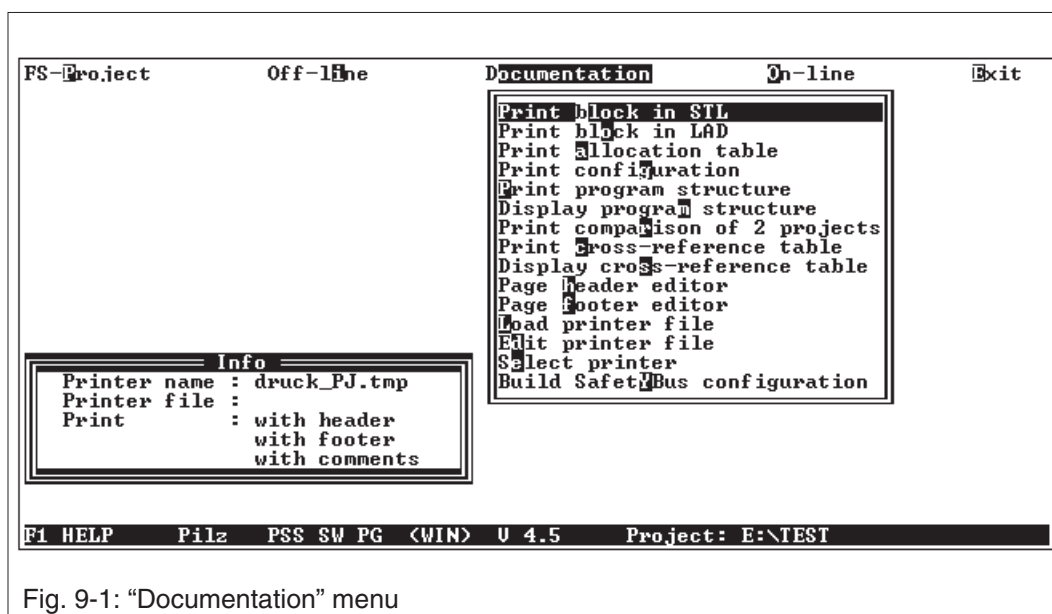 FS-Project Off-line Documentation On-line Exit
Print block in STL
Print block in LAD
Print allocation table
Print configuration
Print program structure
Display program structure
Print comparison of 2 projects
Print cross-reference table
Display cross-reference table
Page header editor
Page footer editor
Load printer file
Edit printer file
Select printer
Build SafetYBus configuration
Info
Printer name : druck_PJ.tmp
Printer file :
Print : with header
with footer
with comments
F1 HELP Pilz PSS SW PG (WIN) V 4.5 Project: E:\TEST
Fig. 9-1: “Documentation” menu